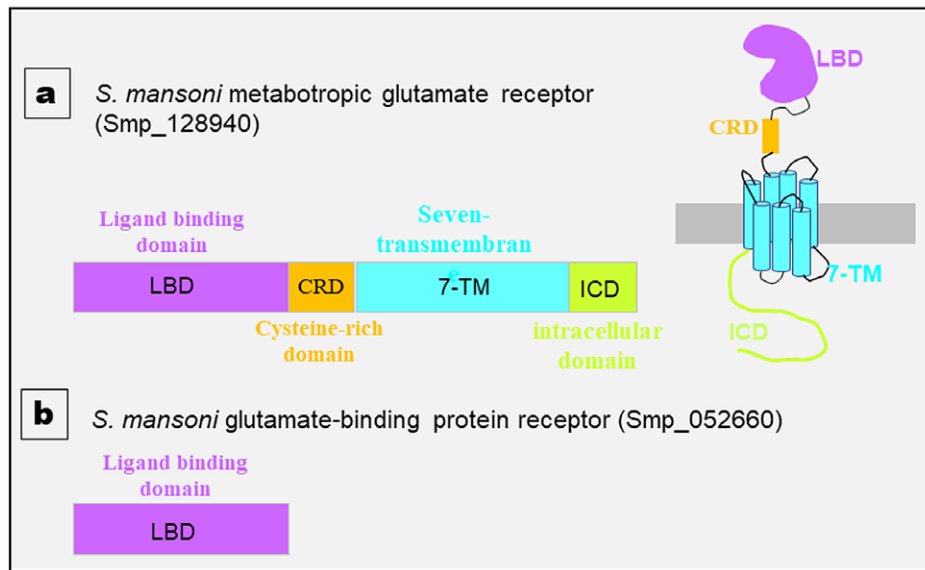 a
S. mansoni metabotropic glutamate receptor
(Smp_128940)
LBD
CRD
7-TM
ICD
Ligand binding
domain
Seven-
transmembran
e
LBD
CRD
7-TM
ICD
Cysteine-rich
domain
intracellular
domain
b
S. mansoni glutamate-binding protein receptor (Smp_052660)
Ligand binding
domain
LBD